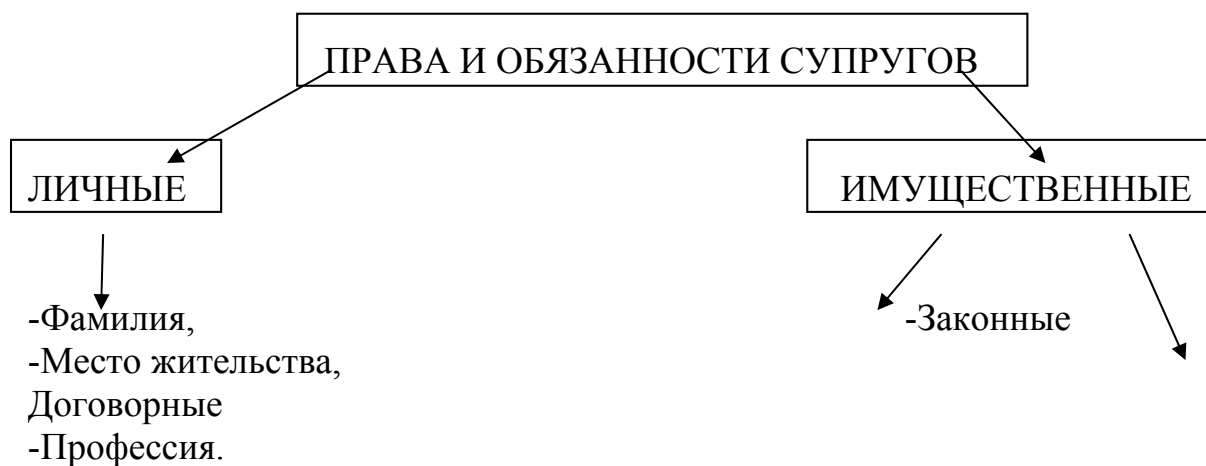 ПРАВА И ОБЯЗАННОСТИ СУПРУГОВ
ЛИЧНЫЕ
ИМУЩЕСТВЕННЫЕ
-Фамилия,
-Законные
-Место жительства,
Договорные
-Профессия.